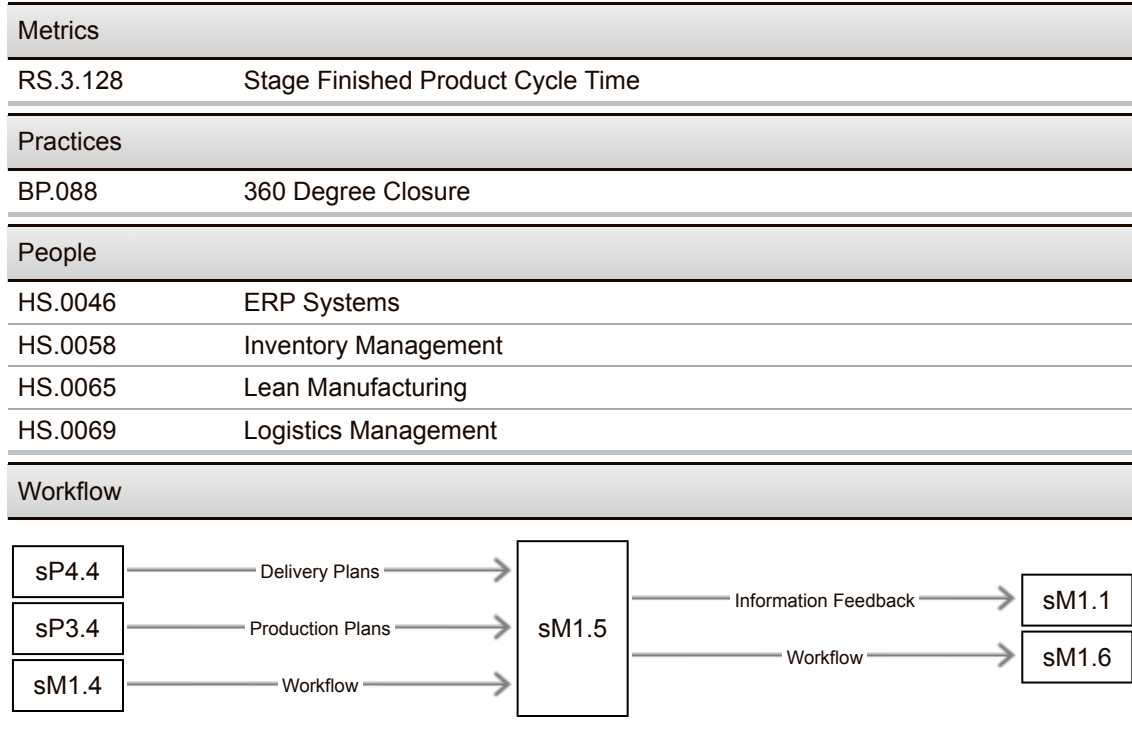 Metrics
RS.3.128 Stage Finished Product Cycle Time
Practices
BP.088 360 Degree Closure
People
HS.0046 ERP Systems
HS.0058 Inventory Management
HS.0065 Lean Manufacturing
HS.0069 Logistics Management
Workflow
sP4.4 Delivery Plans
sP3.4 Production Plans
sM1.4 Workflow
sM1.5
Information Feedback sM1.1
Workflow sM1.6